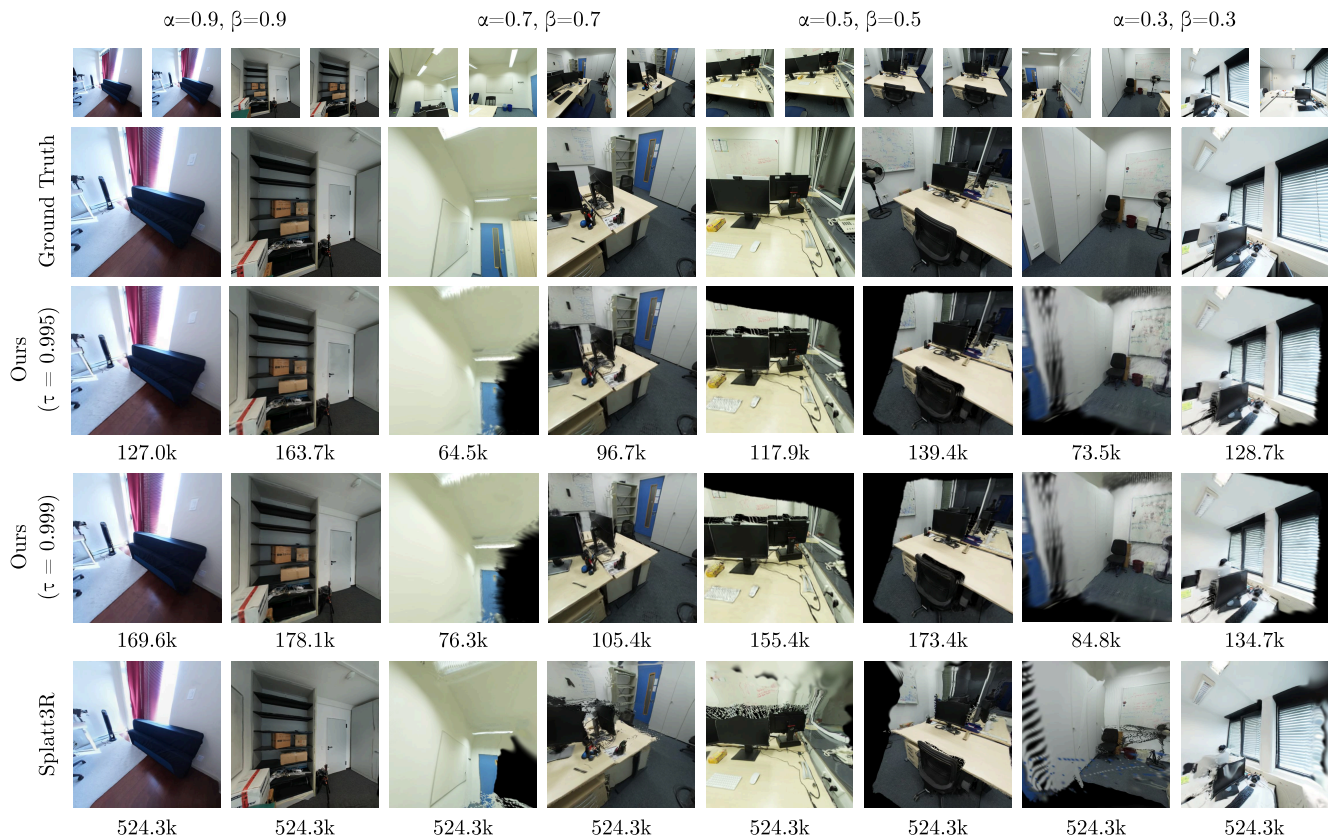 α=0.9, β=0.9 α=0.7, β=0.7 α=0.5, β=0.5 α=0.3, β=0.3
Ground Truth
Ours
(τ = 0.995)
127.0k 163.7k 64.5k 96.7k 117.9k 139.4k 73.5k 128.7k
Ours
(τ = 0.999)
169.6k 178.1k 76.3k 105.4k 155.4k 173.4k 84.8k 134.7k
Splatt3R
524.3k 524.3k 524.3k 524.3k 524.3k 524.3k 524.3k 524.3k